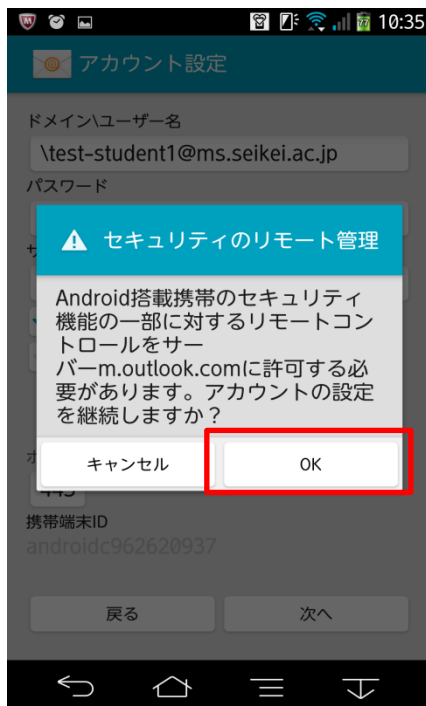 10:35
アカウント設定
ドメイン\ユーザー名
\test-student1@ms.seikei.ac.jp
パスワード
セキュリティのリモート管理
Android搭載携帯のセキュリティ
機能の一部に対するリモートコン
トロールをサー
バーm.outlook.comに許可する必
要があります。アカウントの設定
を継続しますか？
キャンセル
OK
443
携帯端末ID
androidc962620937
戻る
次へ